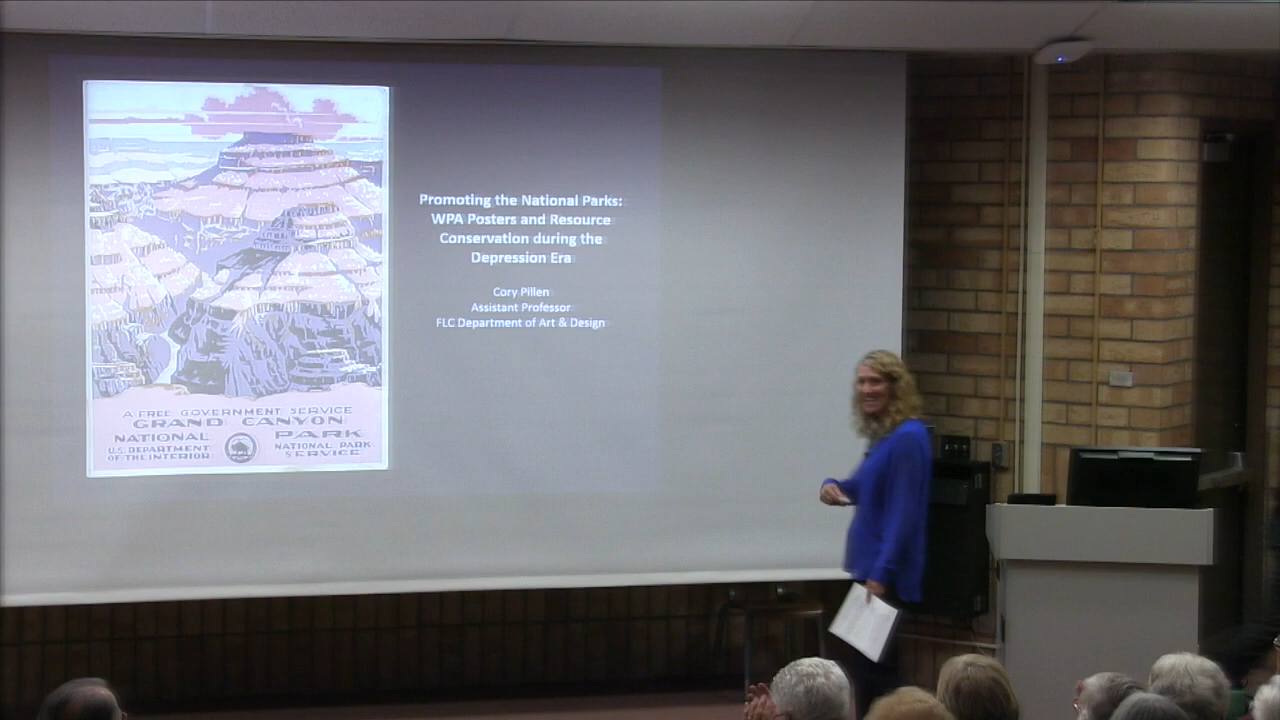 Promoting the National Parks:
WPA Posters and Resource
Conservation during the
Depression Era
Cory Pillen
Assistant Professor
FLC Department of Art & Design
A FREE GOVERNMENT SERVICE
GRAND CANYON
NATIONAL PARK
U.S. DEPARTMENT
OF THE INTERIOR
NATIONAL PARK
SERVICE